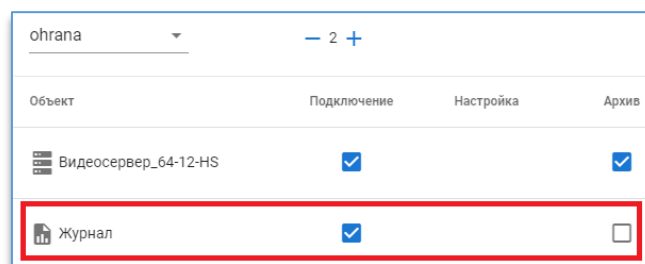 ohrana − 2 +
Объект Подключение Настройка Архив
Видеосервер_64-12-HS
Журнал